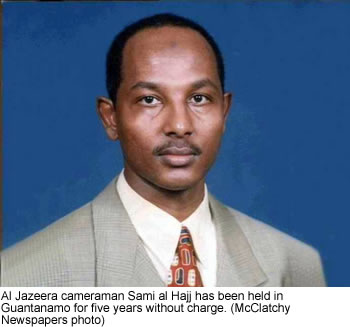 Al Jazeera cameraman Sami al Hajj has been held in
Guantanamo for five years without charge. (McClatchy
Newspapers photo)